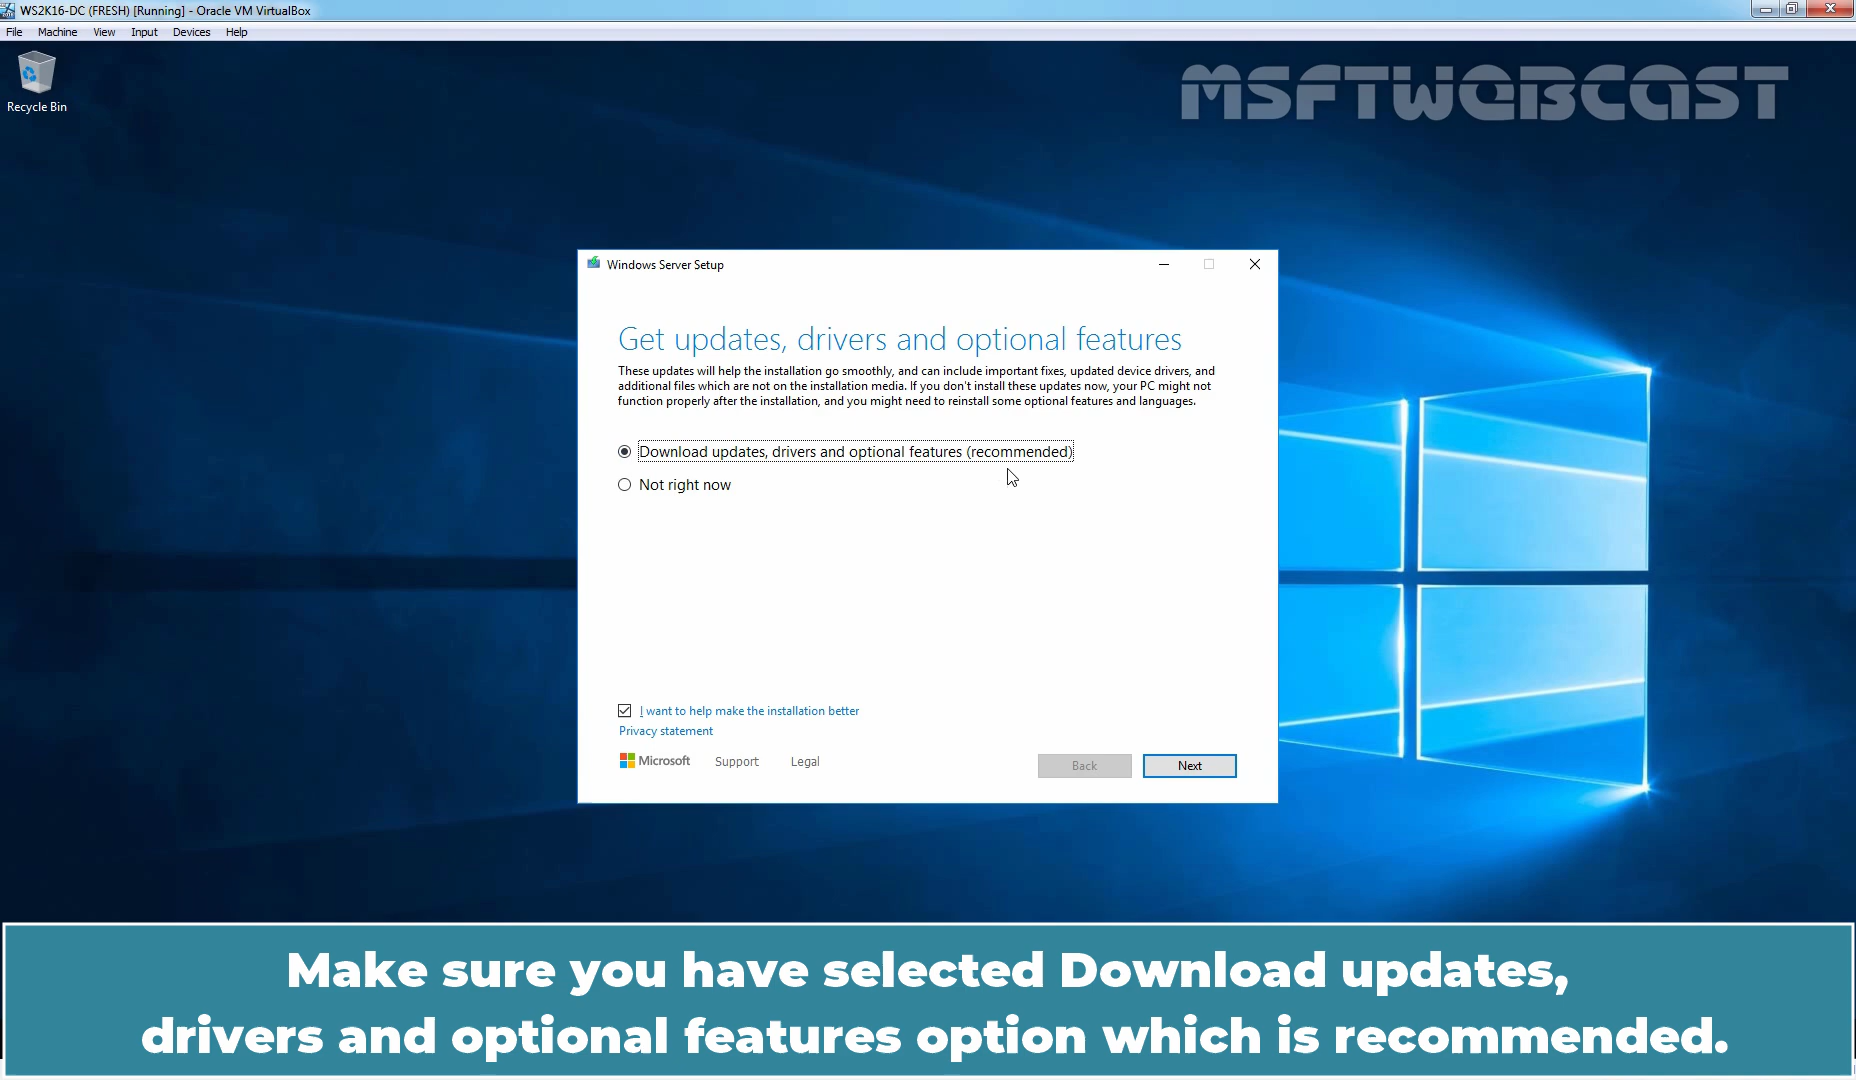 WS2K16-DC (FRESH) [Running] - Oracle VM VirtualBox
File Machine View Input Devices Help
Recycle Bin
MSFTWEBCAST
Windows Server Setup
Get updates, drivers and optional features
These updates will help the installation go smoothly, and can include important fixes, updated device drivers, and
additional files which are not on the installation media. If you don't install these updates now, your PC might not
function properly after the installation, and you might need to reinstall some optional features and languages.
Download updates, drivers and optional features (recommended)
Not right now
I want to help make the installation better
Privacy statement
Microsoft Support Legal
Back Next
Make sure you have selected Download updates,
drivers and optional features option which is recommended.